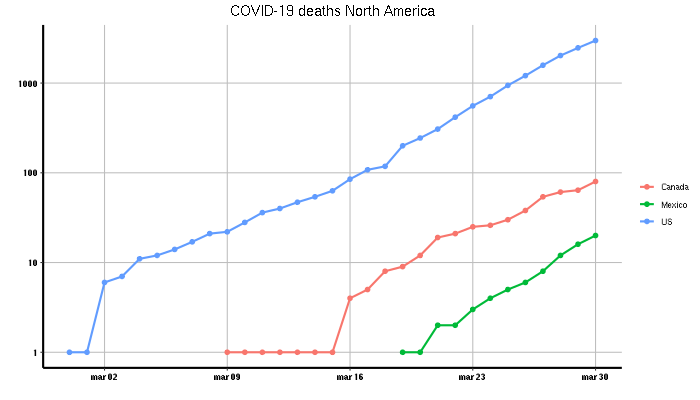 COVID-19 deaths North America
1000
100
10
1
mar 02
mar 09
mar 16
mar 23
mar 30
Canada
Mexico
US